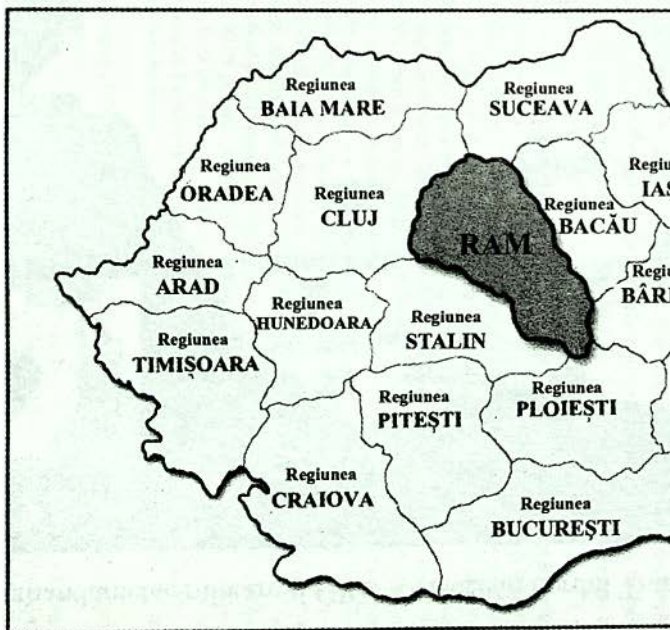 Regiunea
BAIA MARE
Regiunea
SUCEAVA
Regiunea
ORADEA
Regiunea
CLUJ
RAM
Regiunea
BACĂU
Regiunea
ARAD
Regiunea
HUNEDOARA
Regiunea
STALIN
Regiunea
TIMIȘOARA
Regiunea
PITEȘTI
Regiunea
PLOIEȘTI
Regiunea
CRAIOVA
Regiunea
BUCUREȘTI